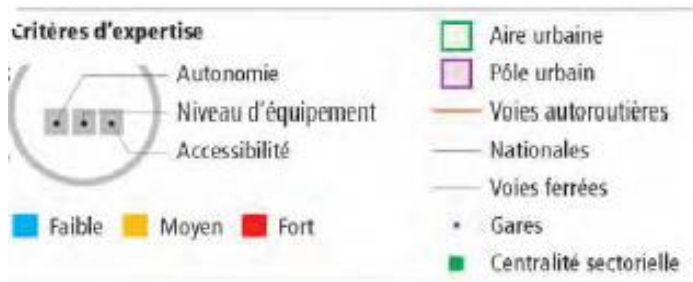 Critères d'expertise
Autonomie
Niveau d'équipement
Accessibilité
Faible
Moyen
Fort
Aire urbaine
Pôle urbain
Voies autoroutières
Nationales
Voies ferrées
Gares
Centralité sectorielle